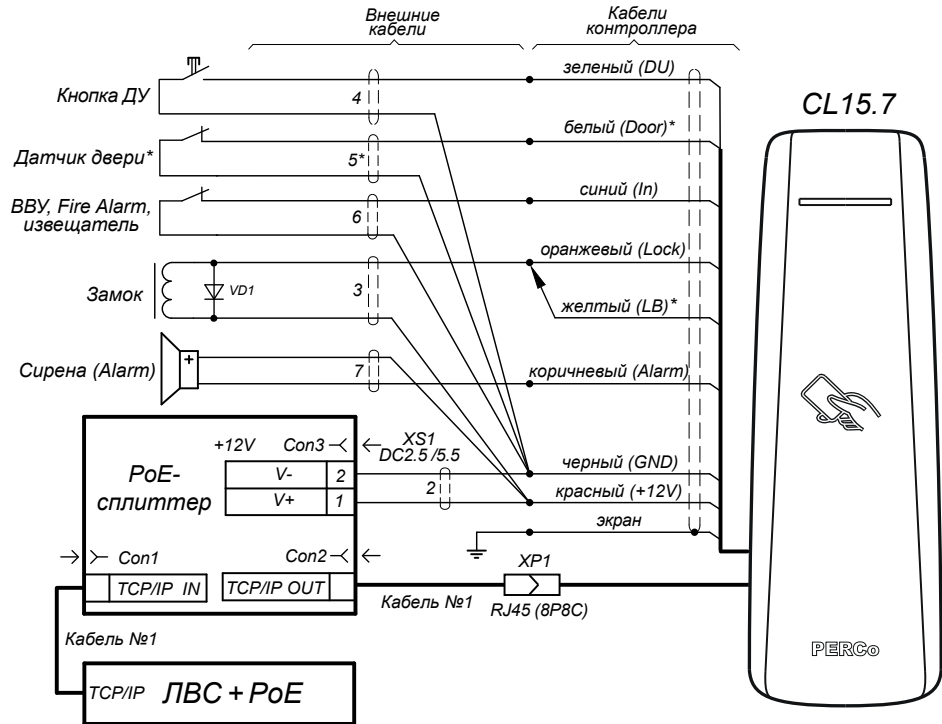 Внешние
кабели
Кабели
контроллера
зеленый (DU)
Кнопка ДУ
4
CL15.7
белый (Door)*
Датчик двери*
5*
синий (In)
ВВУ, Fire Alarm,
извещатель
6
оранжевый (Lock)
Замок
VD1
3
желтый (LB)*
Сирена (Alarm)
+
7
коричневый (Alarm)
+12V
Con3
XS1
DC2.5 /5.5
PoE-
сплиттер
V-
2
черный (GND)
V+
1
2
красный (+12V)
экран
Con1
Con2
XP1
TCP/IP IN
TCP/IP OUT
Кабель №1
RJ45 (8P8C)
Кабель №1
PERCo
TCP/IP
ЛВС + PoE